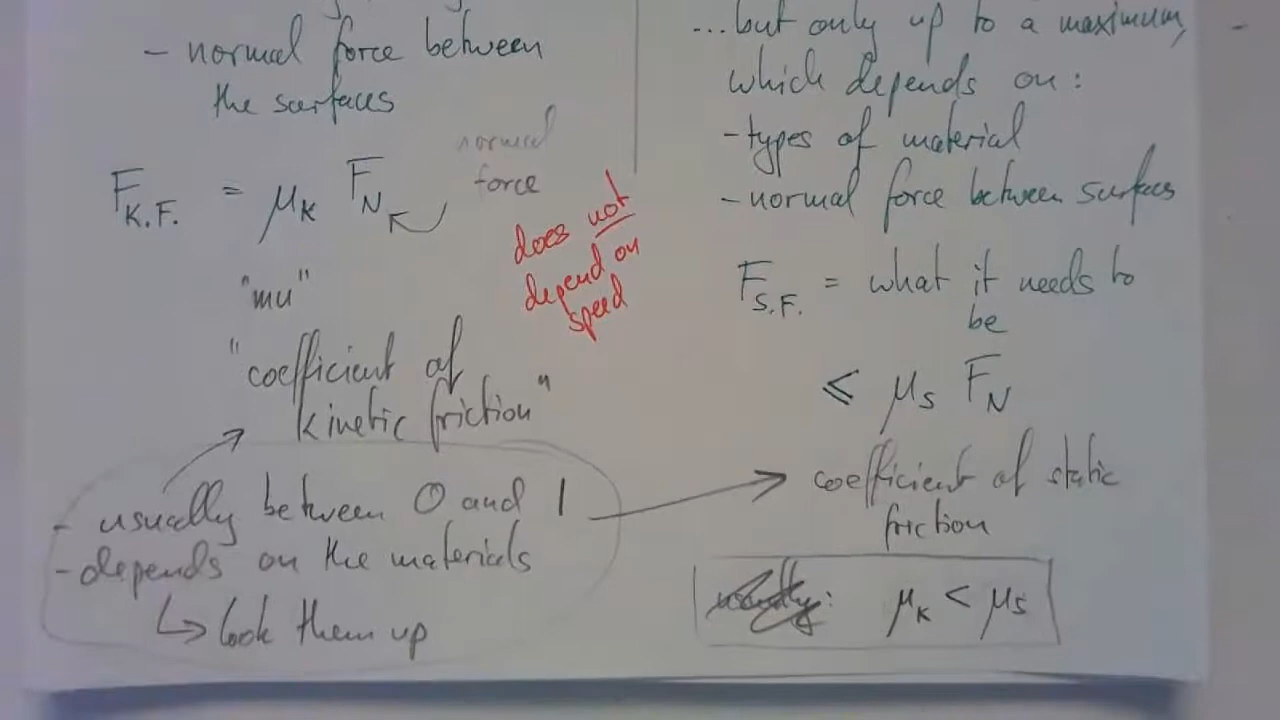 - normal force between
the surfaces
F_K.F. = μ_K F_N
normal
force
does not
depend on
speed
"mu"
"coefficient of
kinetic friction"
- usually between 0 and 1
- depends on the materials
↳ look them up
...but only up to a maximum,
which depends on:
- types of material
- normal force between surfaces
F_S.F. = what it needs to
be
≤ μ_S F_N
coefficient of static
friction
μ_K < μ_S